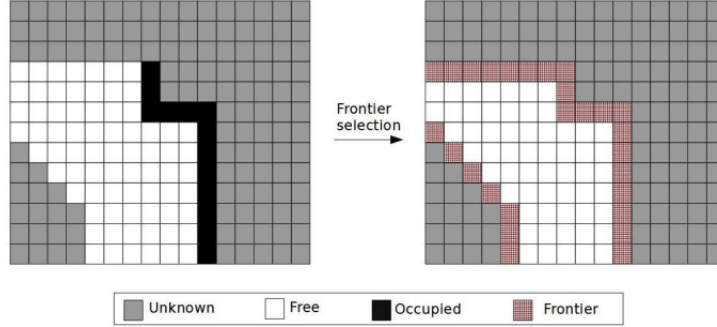 Frontier
selection
Unknown
Free
Occupied
Frontier